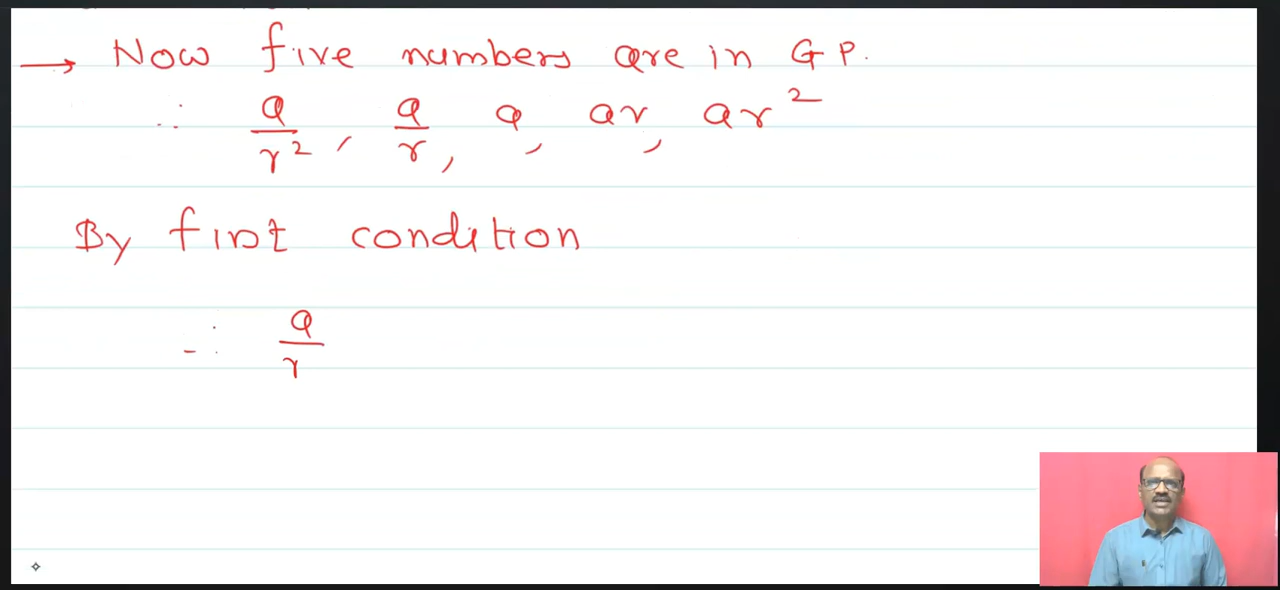 → Now five numbers are in G P.
∴ a/r², a/r, a, ar, ar²
By first condition
∴ a/r